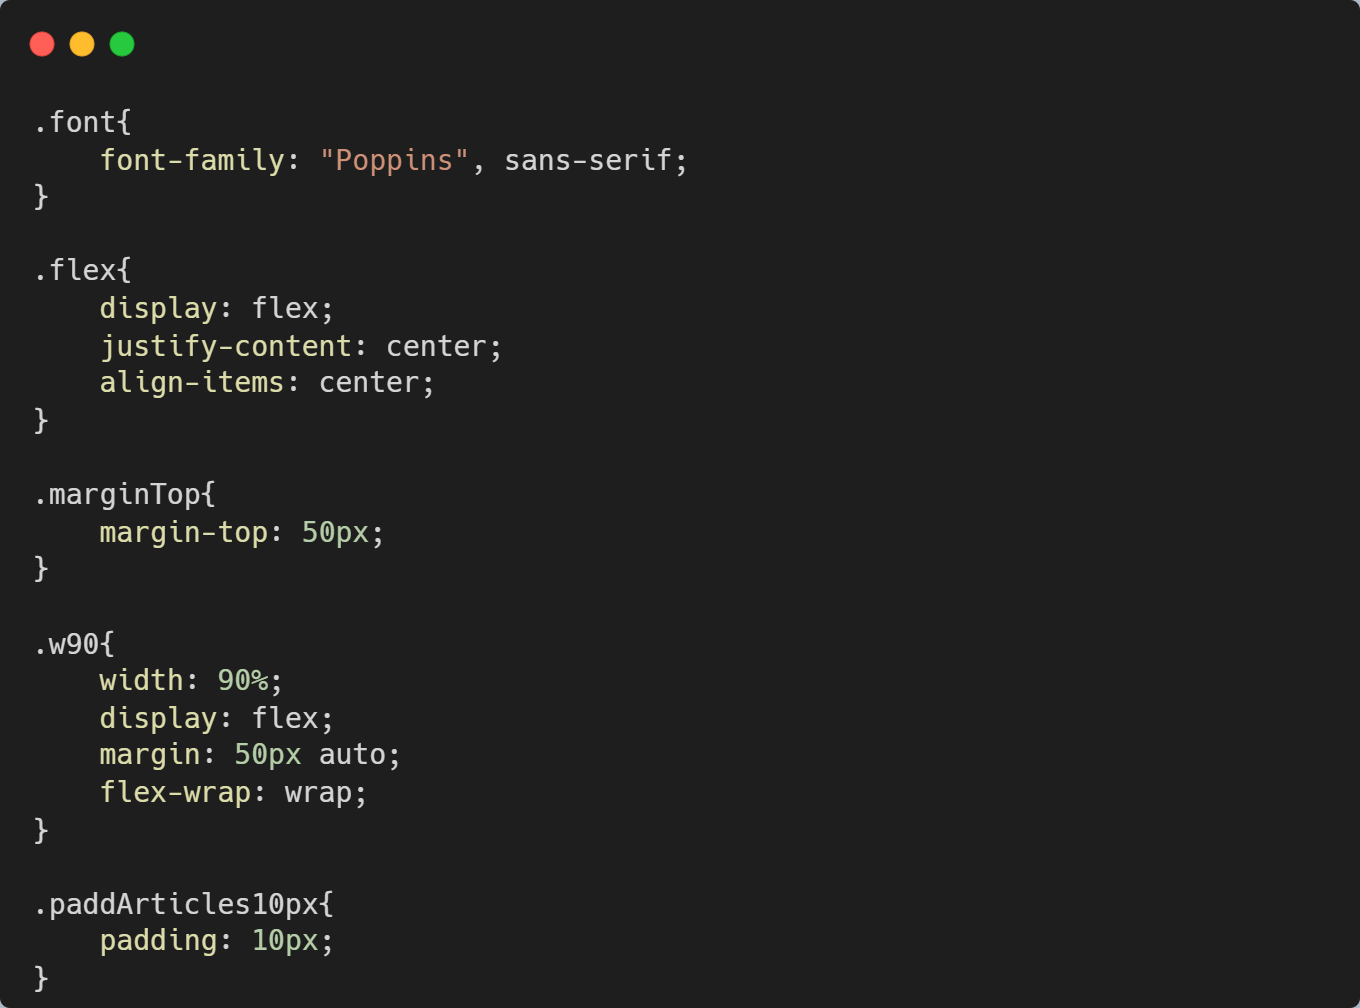 .font{
    font-family: "Poppins", sans-serif;
}

.flex{
    display: flex;
    justify-content: center;
    align-items: center;
}

.marginTop{
    margin-top: 50px;
}

.w90{
    width: 90%;
    display: flex;
    margin: 50px auto;
    flex-wrap: wrap;
}

.paddArticles10px{
    padding: 10px;
}